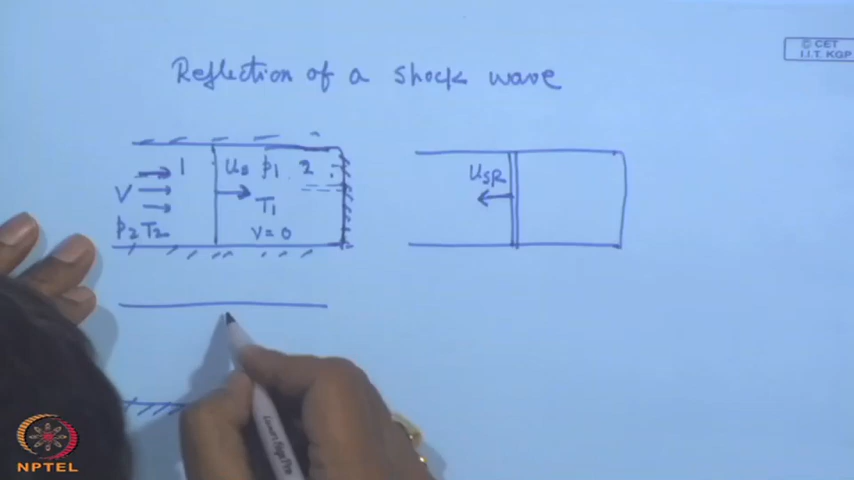 Reflection of a shock wave
© CET
I.I.T. KGP
1 Us p1 2
V
T1
p2 T2 V=0
USR
NPTEL